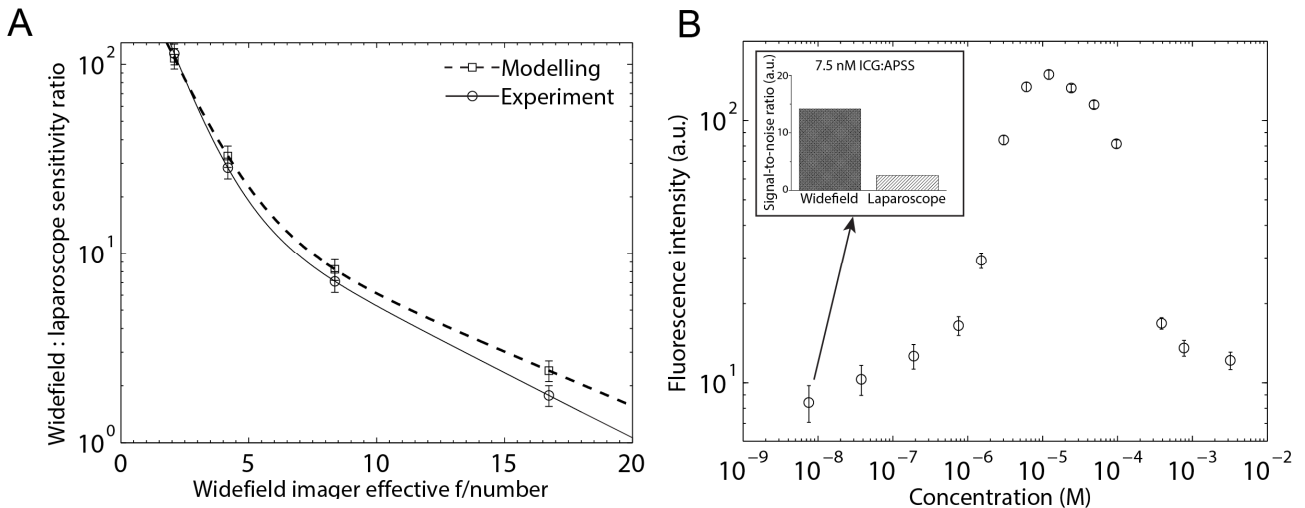 A
Widefield : laparoscope sensitivity ratio
10^2
10^1
10^0
Modelling
Experiment
0 5 10 15 20
Widefield imager effective f/number
B
Fluorescence intensity (a.u.)
10^2
10^1
7.5 nM ICG:APSS
Signal-to-noise ratio (a.u.)
20
10
0
Widefield Laparoscope
10^−9 10^−8 10^−7 10^−6 10^−5 10^−4 10^−3 10^−2
Concentration (M)